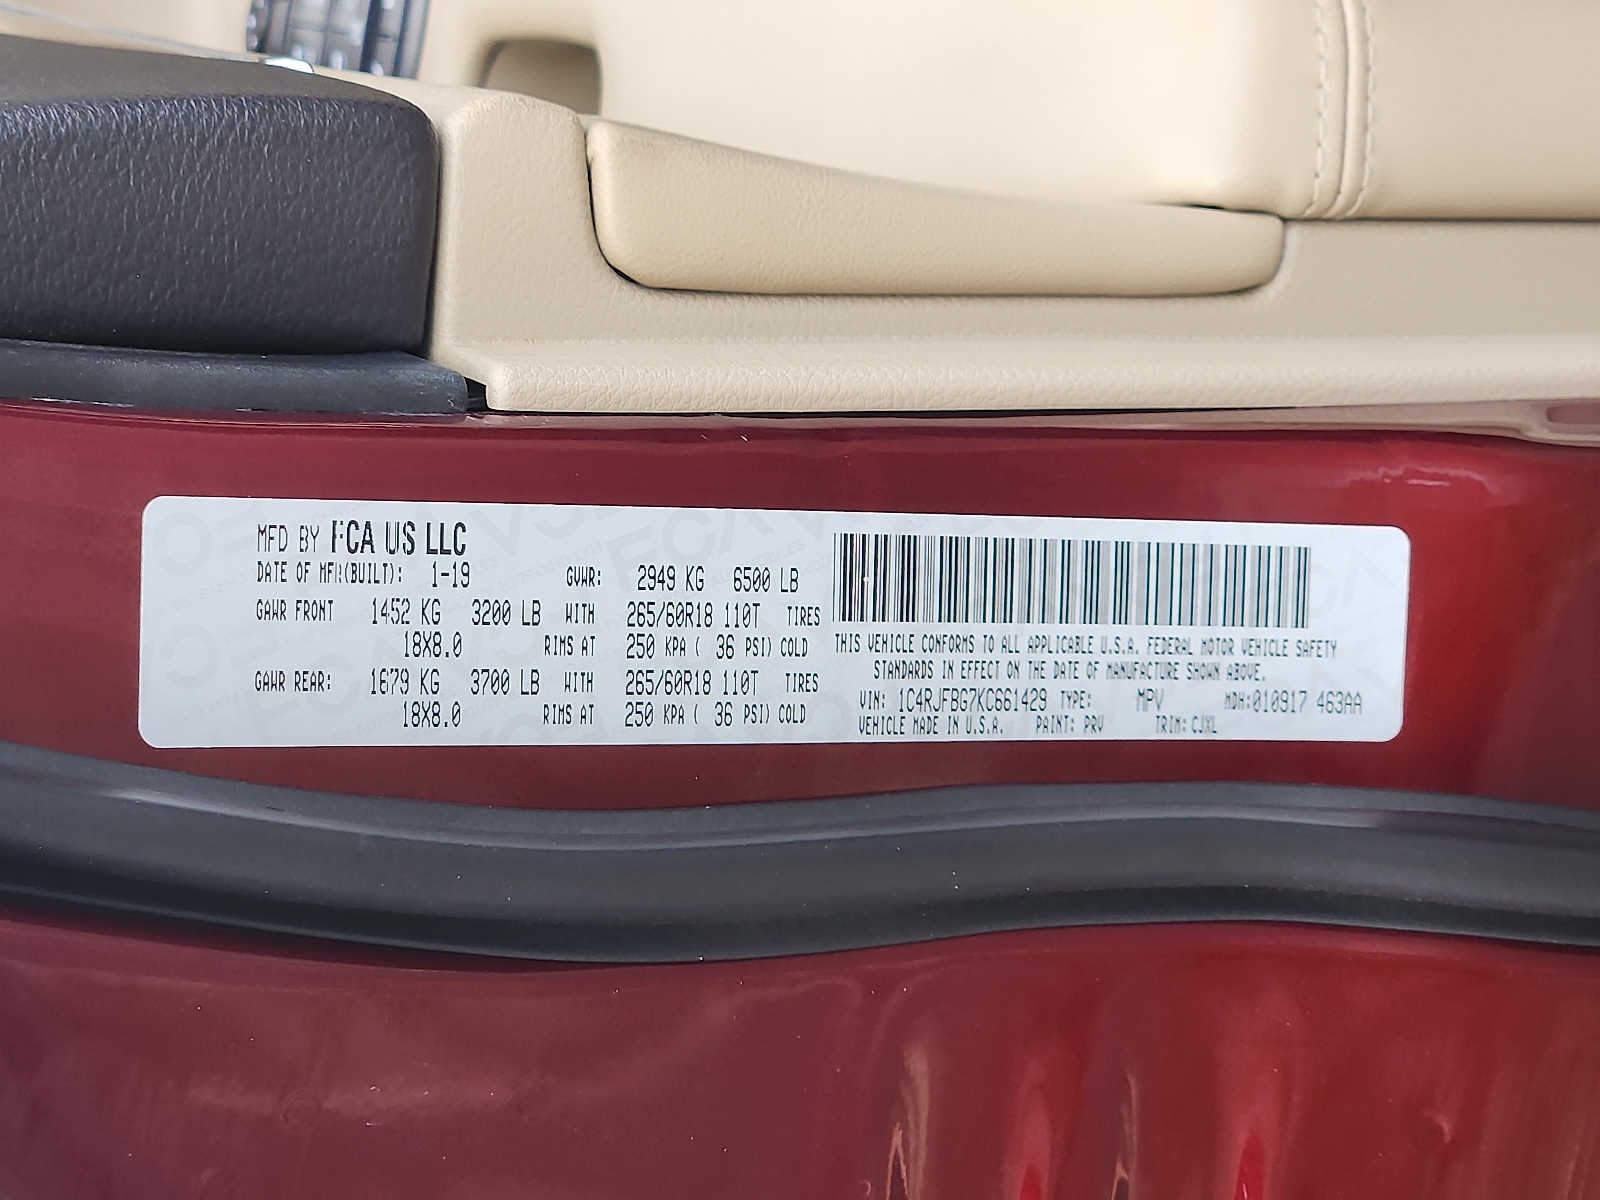 MFD BY FCA US LLC
DATE OF MFR(BUILT): 1-19 GVWR: 2949 KG 6500 LB
GAWR FRONT 1452 KG 3200 LB WITH 265/60R18 110T TIRES
18X8.0 RIMS AT 250 KPA ( 36 PSI) COLD
GAWR REAR: 1679 KG 3700 LB WITH 265/60R18 110T TIRES
18X8.0 RIMS AT 250 KPA ( 36 PSI) COLD
THIS VEHICLE CONFORMS TO ALL APPLICABLE U.S.A. FEDERAL MOTOR VEHICLE SAFETY
STANDARDS IN EFFECT ON THE DATE OF MANUFACTURE SHOWN ABOVE.
VIN: 1C4RJFBG7KC661429 TYPE: MPV MDH:010917 463AA
VEHICLE MADE IN U.S.A. PAINT: PRV TRIM: CJXL